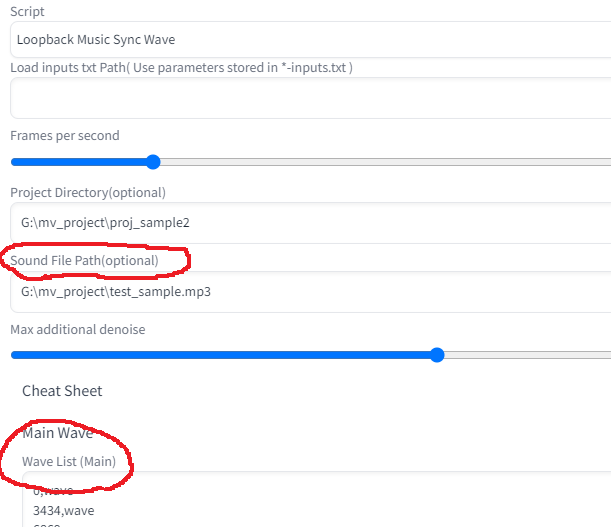 Script
Loopback Music Sync Wave
Load inputs txt Path( Use parameters stored in *-inputs.txt )
Frames per second
Project Directory(optional)
G:\mv_project\proj_sample2
Sound File Path(optional)
G:\mv_project\test_sample.mp3
Max additional denoise
Cheat Sheet
Main Wave
Wave List (Main)
0,wave
3434,wave